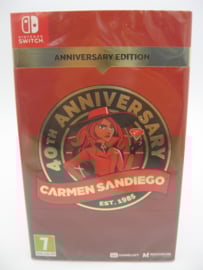 NINTENDO
SWITCH
ANNIVERSARY EDITION
40TH ANNIVERSARY
CARMEN SANDIEGO
EST. 1985
7